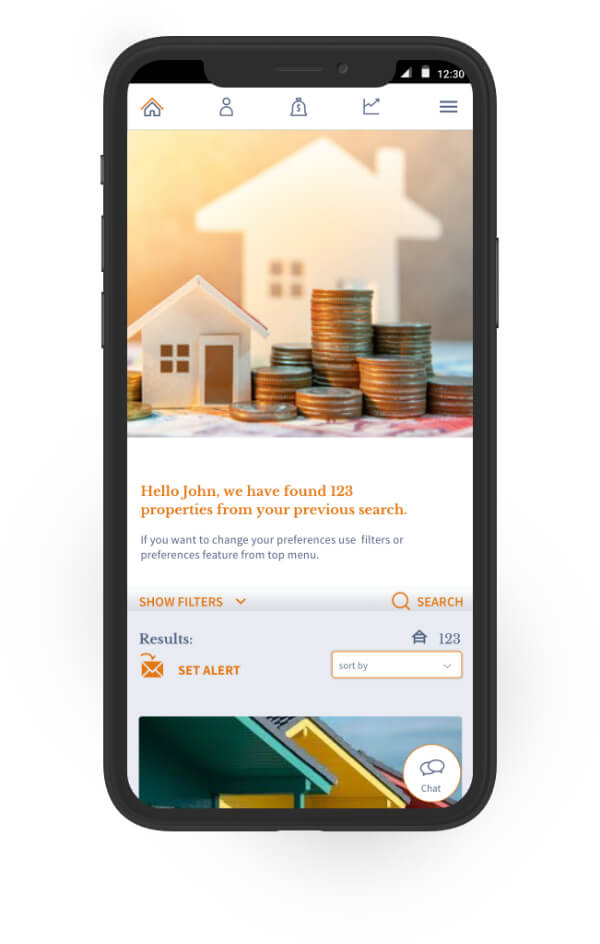 12:30
Hello John, we have found 123
properties from your previous search.
If you want to change your preferences use  filters or
preferences feature from top menu.
SHOW FILTERS
SEARCH
Results:
123
SET ALERT
sort by
Chat